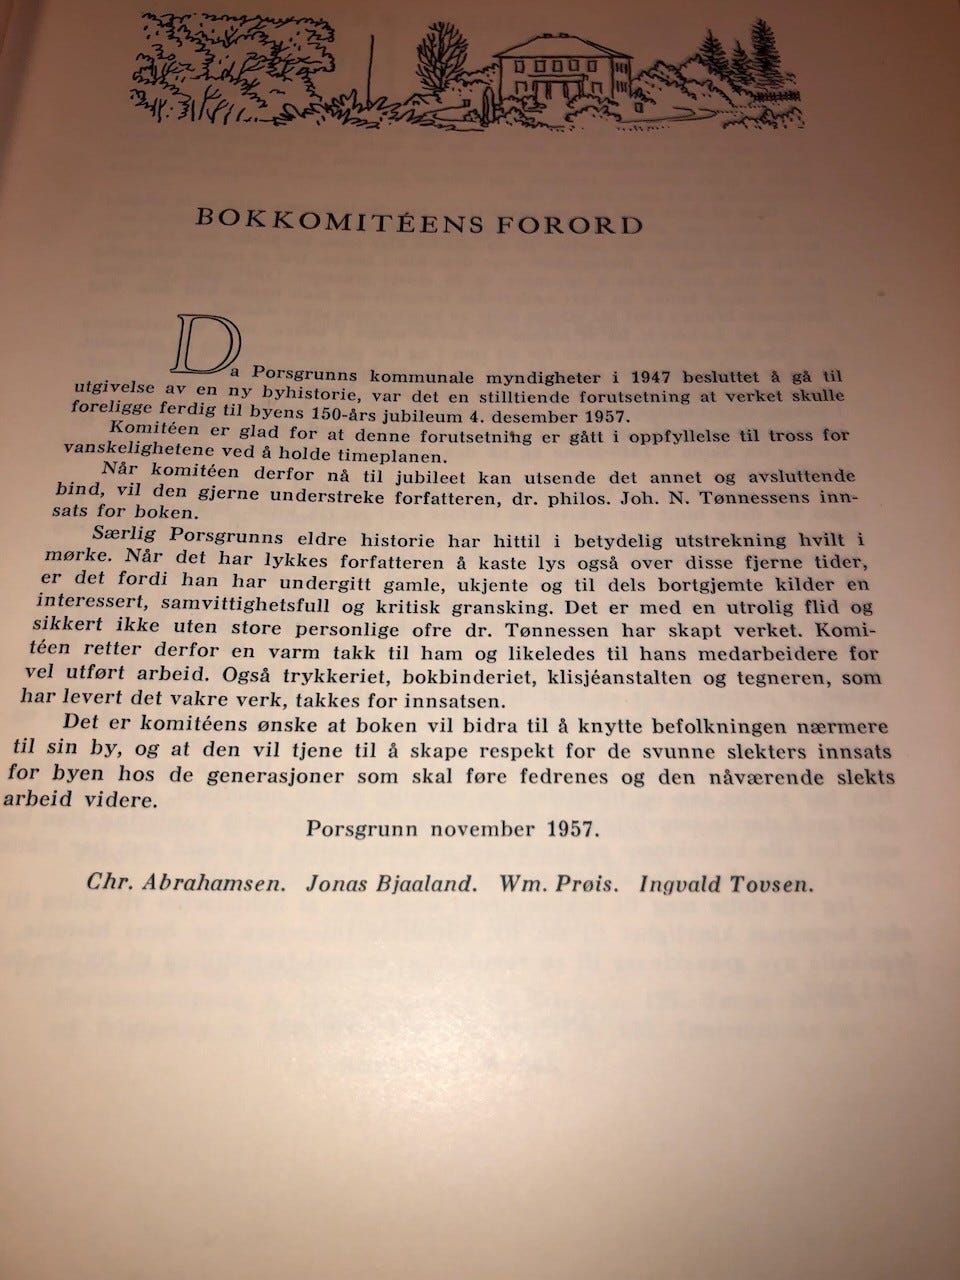 BOKKOMITÉENS FORORD
Da Porsgrunns kommunale myndigheter i 1947 besluttet å gå til
utgivelse av en ny byhistorie, var det en stilltiende forutsetning at verket skulle
foreligge ferdig til byens 150-års jubileum 4. desember 1957.
Komitéen er glad for at denne forutsetning er gått i oppfyllelse til tross for
vanskelighetene ved å holde timeplanen.
Når komitéen derfor nå til jubileet kan utsende det annet og avsluttende
bind, vil den gjerne understreke forfatteren, dr. philos. Joh. N. Tønnessens inn-
sats for boken.
Særlig Porsgrunns eldre historie har hittil i betydelig utstrekning hvilt i
mørke. Når det har lykkes forfatteren å kaste lys også over disse fjerne tider,
er det fordi han har undergitt gamle, ukjente og til dels bortgjemte kilder en
interessert, samvittighetsfull og kritisk gransking. Det er med en utrolig flid og
sikkert ikke uten store personlige ofre dr. Tønnessen har skapt verket. Komi-
téen retter derfor en varm takk til ham og likeledes til hans medarbeidere for
vel utført arbeid. Også trykkeriet, bokbinderiet, klisjéanstalten og tegneren, som
har levert det vakre verk, takkes for innsatsen.
Det er komitéens ønske at boken vil bidra til å knytte befolkningen nærmere
til sin by, og at den vil tjene til å skape respekt for de svunne slekters innsats
for byen hos de generasjoner som skal føre fedrenes og den nåværende slekts
arbeid videre.
Porsgrunn november 1957.
Chr. Abrahamsen. Jonas Bjaaland. Wm. Prøis. Ingvald Tovsen.